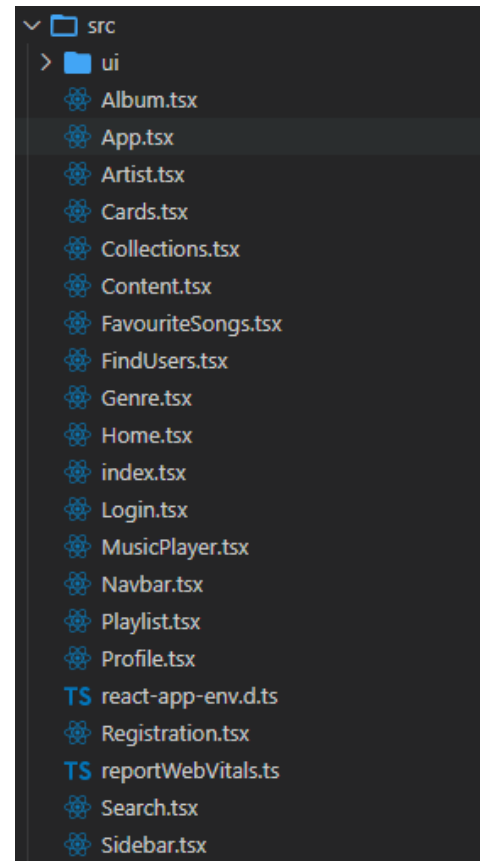 src
ui
Album.tsx
App.tsx
Artist.tsx
Cards.tsx
Collections.tsx
Content.tsx
FavouriteSongs.tsx
FindUsers.tsx
Genre.tsx
Home.tsx
index.tsx
Login.tsx
MusicPlayer.tsx
Navbar.tsx
Playlist.tsx
Profile.tsx
TS react-app-env.d.ts
Registration.tsx
TS reportWebVitals.ts
Search.tsx
Sidebar.tsx